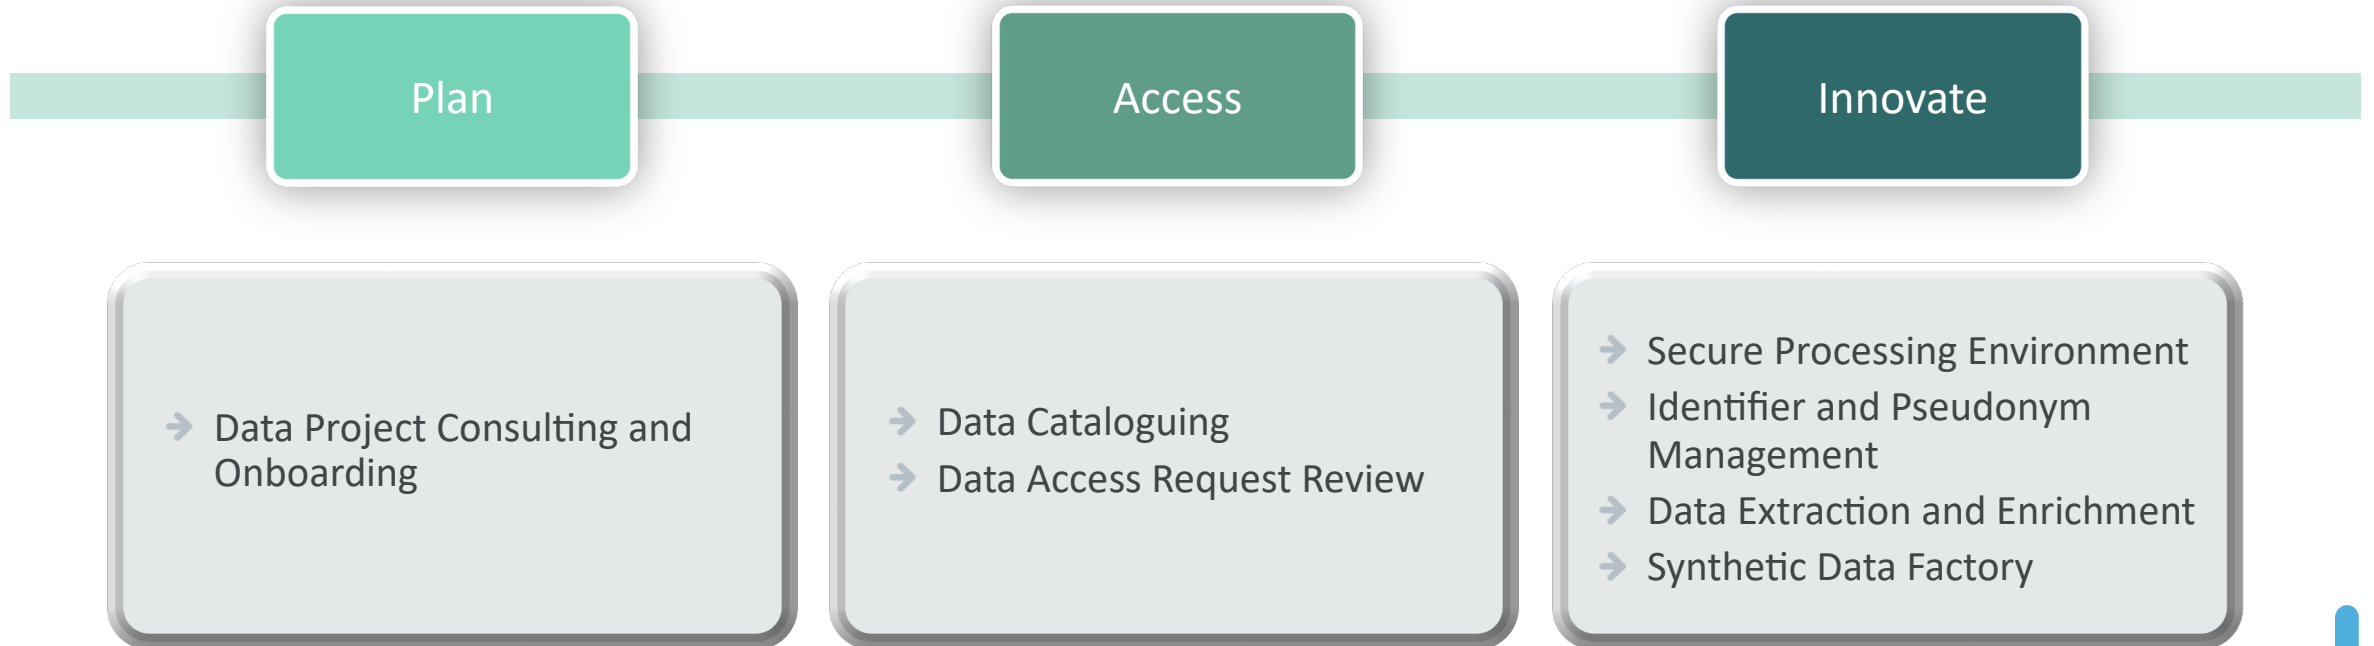 Plan
Access
Innovate
Data Project Consulting and
Onboarding
Data Cataloguing
Data Access Request Review
Secure Processing Environment
Identifier and Pseudonym
Management
Data Extraction and Enrichment
Synthetic Data Factory